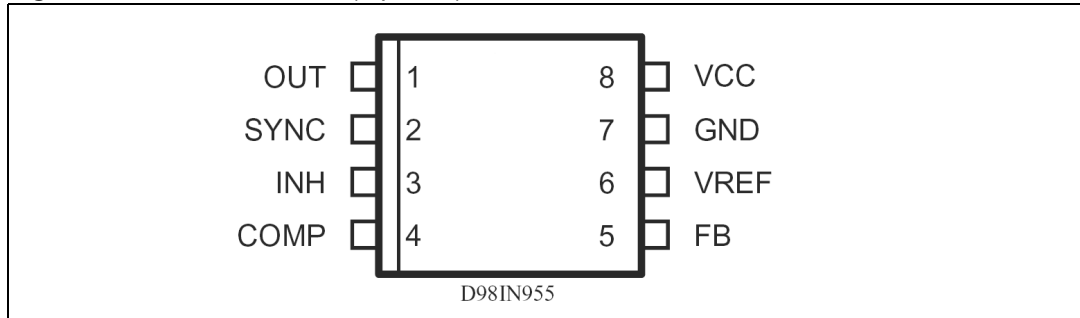 OUT 1 8 VCC
SYNC 2 7 GND
INH 3 6 VREF
COMP 4 5 FB
D98IN955